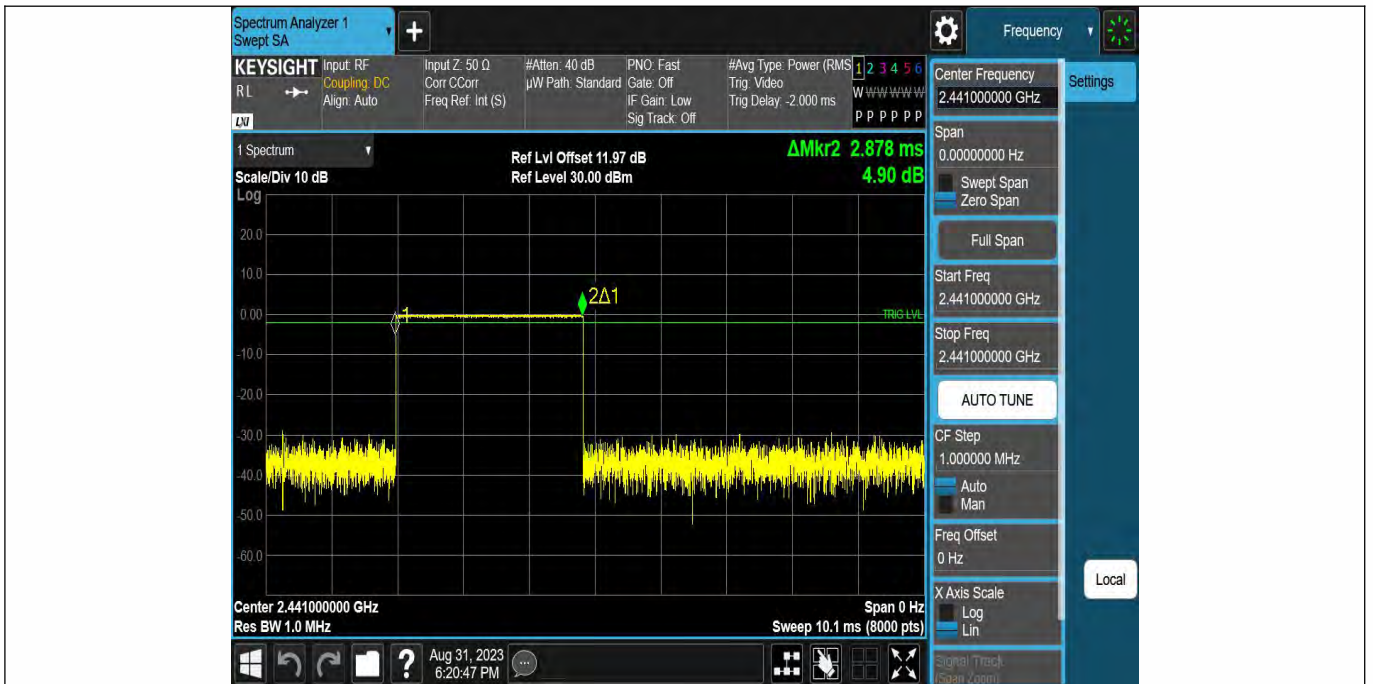 Spectrum Analyzer 1
Swept SA
+
Frequency
KEYSIGHT
RL
LXI
Input: RF
Coupling: DC
Align: Auto
Input Z: 50 Ω
Corr CCorr
Freq Ref: Int (S)
#Atten: 40 dB
µW Path: Standard
PNO: Fast
Gate: Off
IF Gain: Low
Sig Track: Off
#Avg Type: Power (RMS
Trig: Video
Trig Delay: -2.000 ms
1 2 3 4 5 6
W W W W W W
P P P P P P
1 Spectrum
Scale/Div 10 dB
Ref Lvl Offset 11.97 dB
Ref Level 30.00 dBm
ΔMkr2 2.878 ms
4.90 dB
Log
20.0
10.0
0.00
-10.0
-20.0
-30.0
-40.0
-50.0
-60.0
1
2Δ1
TRIG LVL
Center 2.441000000 GHz
Res BW 1.0 MHz
Span 0 Hz
Sweep 10.1 ms (8000 pts)
Aug 31, 2023
6:20:47 PM
?
Center Frequency
2.441000000 GHz
Span
0.00000000 Hz
Swept Span
Zero Span
Full Span
Start Freq
2.441000000 GHz
Stop Freq
2.441000000 GHz
AUTO TUNE
CF Step
1.000000 MHz
Auto
Man
Freq Offset
0 Hz
X Axis Scale
Log
Lin
Signal Track
(Span Zoom)
Settings
Local